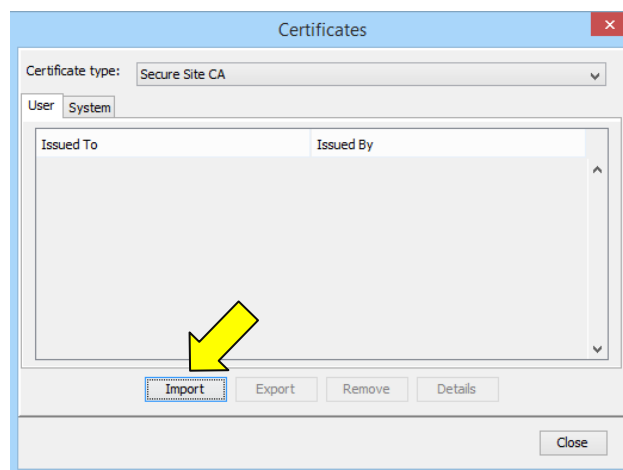 Certificates
Certificate type: Secure Site CA
User System
Issued To Issued By
Import Export Remove Details
Close